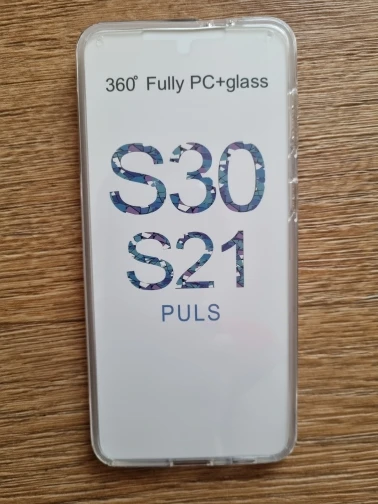 360° Fully PC+glass
S30
S21
PULS